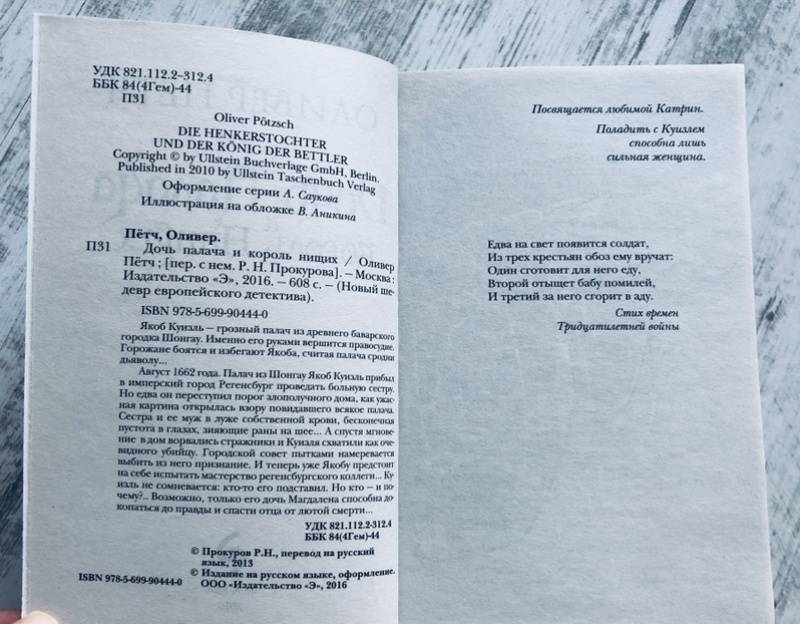 УДК 821.112.2-312.4
ББК 84(4Гем)-44
П31
Oliver Pötzsch
DIE HENKERSTOCHTER
UND DER KÖNIG DER BETTLER
Copyright © by Ullstein Buchverlage GmbH, Berlin.
Published in 2010 by Ullstein Taschenbuch Verlag
Оформление серии А. Саукова
Иллюстрация на обложке В. Аникина
Пётч, Оливер.
П31 Дочь палача и король нищих / Оливер
Пётч ; [пер. с нем. Р. Н. Прокурова]. — Москва :
Издательство «Э», 2016. — 608 с. — (Новый ше-
девр европейского детектива).
ISBN 978-5-699-90444-0
Якоб Куизль — грозный палач из древнего баварского
городка Шонгау. Именно его руками вершится правосудие.
Горожане боятся и избегают Якоба, считая палача сродни
дьяволу...
Август 1662 года. Палач из Шонгау Якоб Куизль прибыл
в имперский город Регенсбург проведать больную сестру.
Но едва он переступил порог злополучного дома, как ужас-
ная картина открылась взору повидавшего всякое палача.
Сестра и ее муж в луже собственной крови, бесконечная
пустота в глазах, зияющие раны на шее... А спустя мгнове-
ние в дом ворвались стражники и Куизля схватили как оче-
видного убийцу. Городской совет пытками намеревается
выбить из него признание. И теперь уже Якобу предстоит
на себе испытать мастерство регенсбургского коллеги... Ку-
изль не сомневается: кто-то его подставил. Но кто — и по-
чему?.. Возможно, только его дочь Магдалена способна до-
копаться до правды и спасти отца от лютой смерти...
УДК 821.112.2-312.4
ББК 84(4Гем)-44
© Прокуров Р.Н., перевод на русский
язык, 2013
© Издание на русском языке, оформление.
ISBN 978-5-699-90444-0 ООО «Издательство «Э», 2016
Посвящается любимой Катрин.
Поладить с Куизлем
способна лишь
сильная женщина.
Едва на свет появится солдат,
Из трех крестьян обоз ему вручат:
Один сготовит для него еду,
Второй отыщет бабу помилей,
И третий за него сгорит в аду.
Стих времен
Тридцатилетней войны